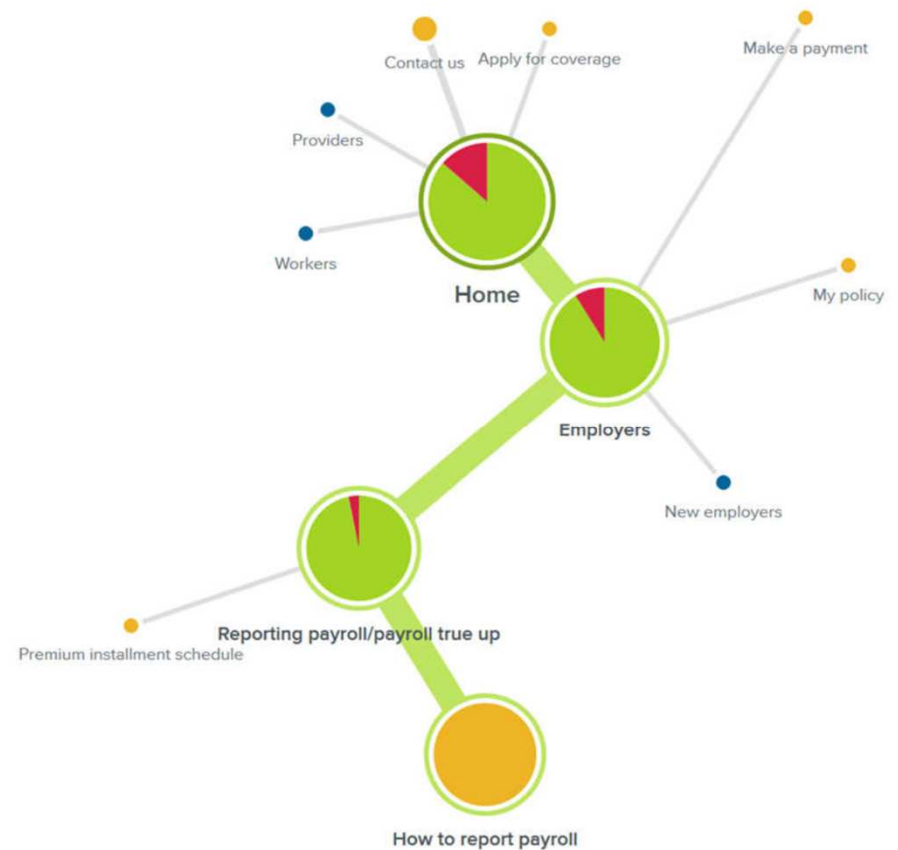 Contact us
Apply for coverage
Make a payment
Providers
Workers
Home
My policy
Employers
New employers
Reporting payroll/payroll true up
Premium installment schedule
How to report payroll